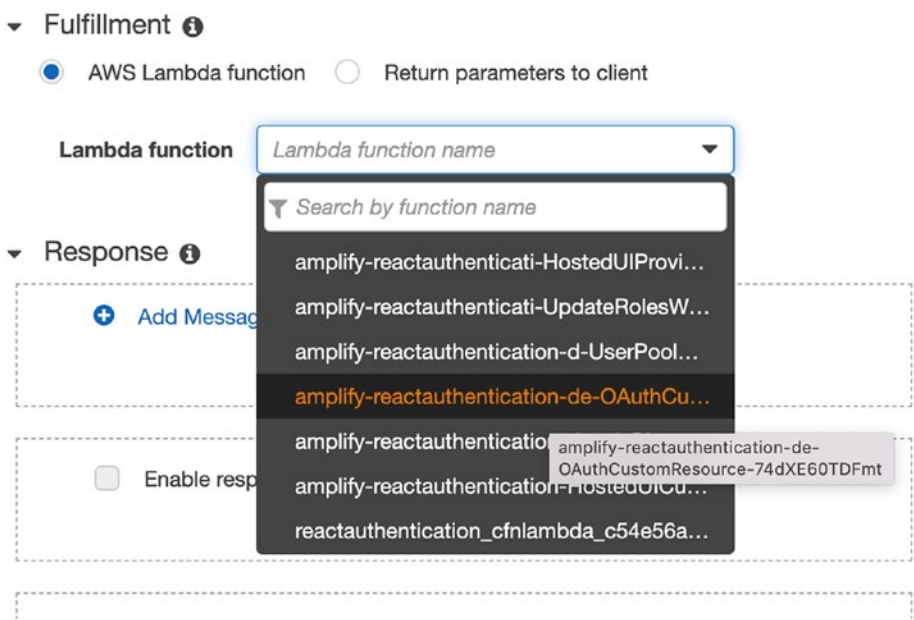 Fulfillment
AWS Lambda function Return parameters to client
Lambda function Lambda function name
Search by function name
Response
amplify-reactauthenticati-HostedUIProvi...
Add Messag
amplify-reactauthenticati-UpdateRolesW...
amplify-reactauthentication-d-UserPool...
amplify-reactauthentication-de-OAuthCu...
amplify-reactauthentication
amplify-reactauthentication-de-
OAuthCustomResource-74dXE60TDFmt
Enable resp
amplify-reactauthentication-HostedUICu...
reactauthentication_cfnlambda_c54e56a...